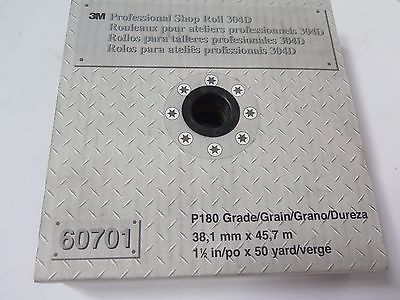 3M Professional Shop Roll 304D
Rouleaux pour ateliers professionnels 304D
Rollos para talleres profesionales 304D
Rolos para ateliês profissionais 304D
P180 Grade/Grain/Grano/Dureza
38,1 mm x 45,7 m
1½ in/po x 50 yard/verge
60701